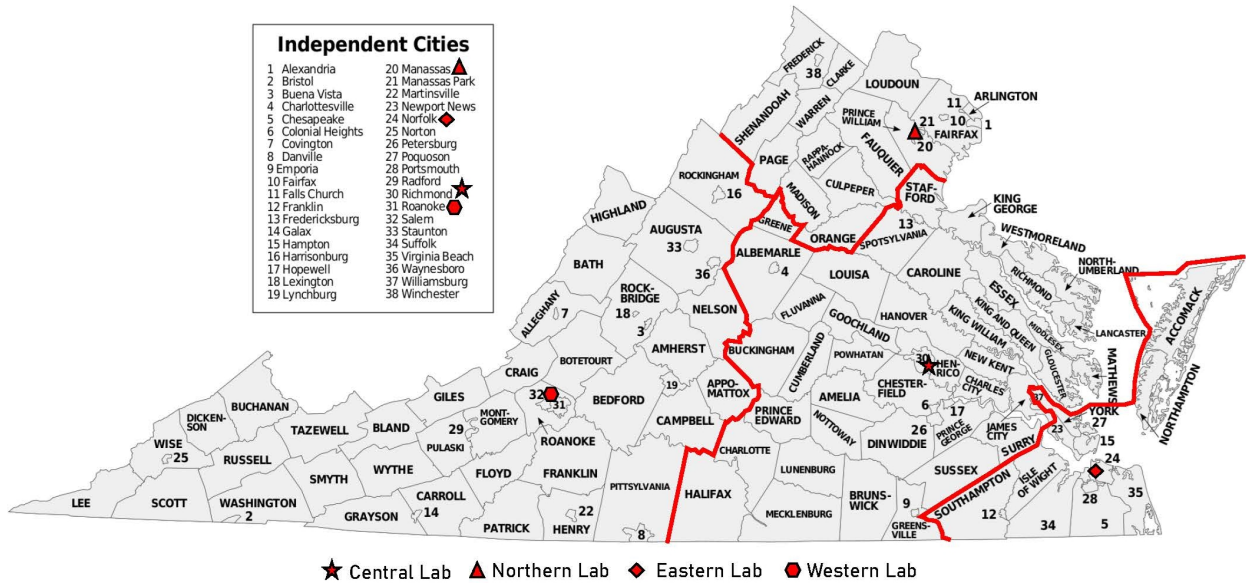 Independent Cities
1 Alexandria
2 Bristol
3 Buena Vista
4 Charlottesville
5 Chesapeake
6 Colonial Heights
7 Covington
8 Danville
9 Emporia
10 Fairfax
11 Falls Church
12 Franklin
13 Fredericksburg
14 Galax
15 Hampton
16 Harrisonburg
17 Hopewell
18 Lexington
19 Lynchburg
20 Manassas
21 Manassas Park
22 Martinsville
23 Newport News
24 Norfolk
25 Norton
26 Petersburg
27 Poquoson
28 Portsmouth
29 Radford
30 Richmond
31 Roanoke
32 Salem
33 Staunton
34 Suffolk
35 Virginia Beach
36 Waynesboro
37 Williamsburg
38 Winchester
FREDERICK
38
CLARKE
LOUDOUN
SHENANDOAH
WARREN
PRINCE
WILLIAM
21
11
ARLINGTON
10
1
FAIRFAX
20
FAUQUIER
PAGE
RAPPA-
HANNOCK
ROCKINGHAM
16
MADISON
CULPEPER
STAF-
FORD
KING
GEORGE
HIGHLAND
GREENE
ORANGE
13
SPOTSYLVANIA
WESTMORELAND
AUGUSTA
33
ALBEMARLE
4
36
BATH
LOUISA
CAROLINE
RICHMOND
NORTH-
UMBERLAND
ESSEX
ROCK-
BRIDGE
18
3
NELSON
FLUVANNA
GOOCHLAND
HANOVER
KING AND QUEEN
KING WILLIAM
MIDDLESEX
LANCASTER
ACCOMACK
ALLEGHANY
7
AMHERST
BUCKINGHAM
CUMBERLAND
POWHATAN
30
HEN-
RICO
NEW KENT
GLOUCESTER
MATHEWS
BOTETOURT
CRAIG
32
31
19
APPO-
MATTOX
BEDFORD
CHESTER-
FIELD
6
CHARLES
CITY
37
NORTHAMPTON
GILES
MONT-
GOMERY
29
PULASKI
ROANOKE
CAMPBELL
PRINCE
EDWARD
AMELIA
NOTTOWAY
17
PRINCE
GEORGE
26
DINWIDDIE
JAMES
CITY
SURRY
YORK
27
23
15
24
BUCHANAN
DICKEN-
SON
WISE
25
TAZEWELL
BLAND
RUSSELL
SMYTH
WYTHE
FLOYD
FRANKLIN
CHARLOTTE
LUNENBURG
SUSSEX
ISLE
OF WIGHT
LEE
SCOTT
WASHINGTON
2
GRAYSON
CARROLL
14
PATRICK
22
HENRY
PITTSYLVANIA
8
HALIFAX
MECKLENBURG
BRUNS-
WICK
9
GREENS-
VILLE
SOUTHAMPTON
12
34
28
5
35
Central Lab Northern Lab Eastern Lab Western Lab